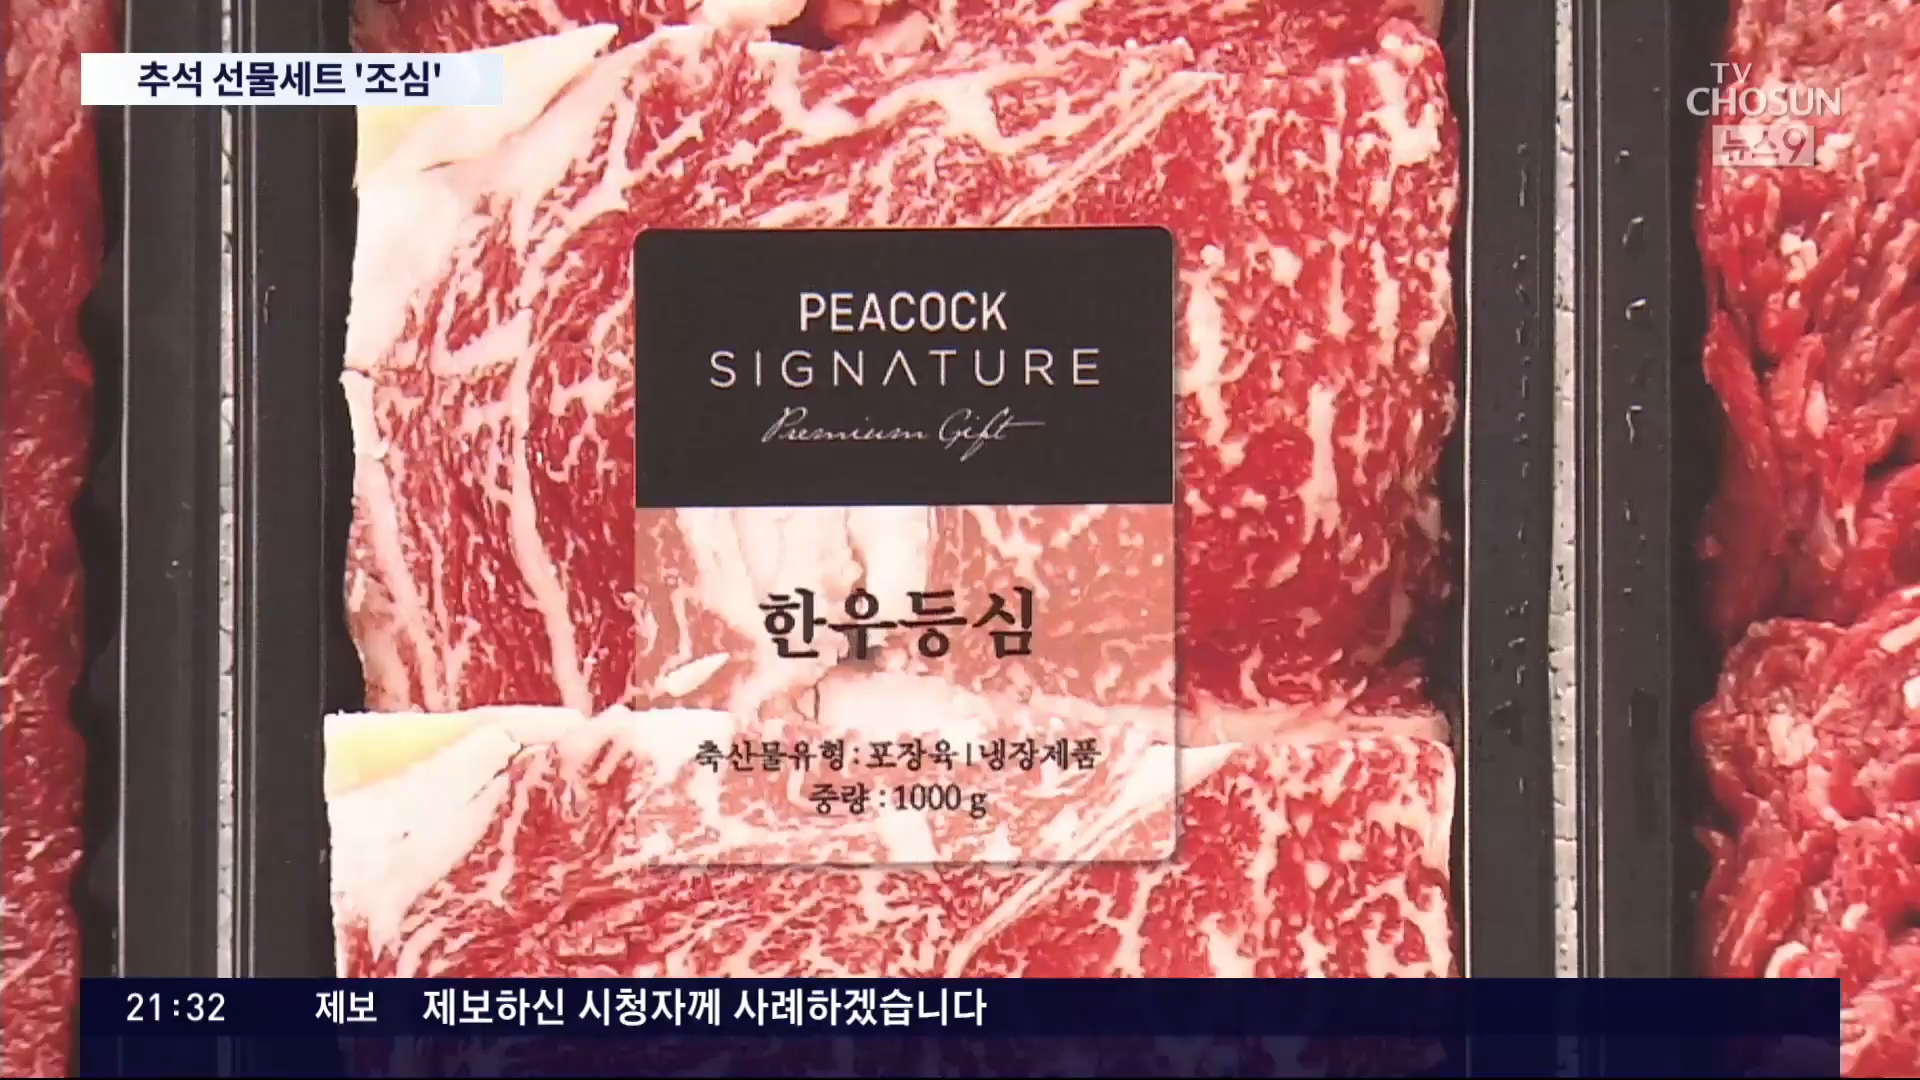 추석 선물세트 '조심'
TV
CHOSUN
뉴스9
PEACOCK
SIGNATURE
Premium Gift
한우등심
축산물유형 : 포장육 | 냉장제품
중량 : 1000 g
21:32 제보 제보하신 시청자께 사례하겠습니다